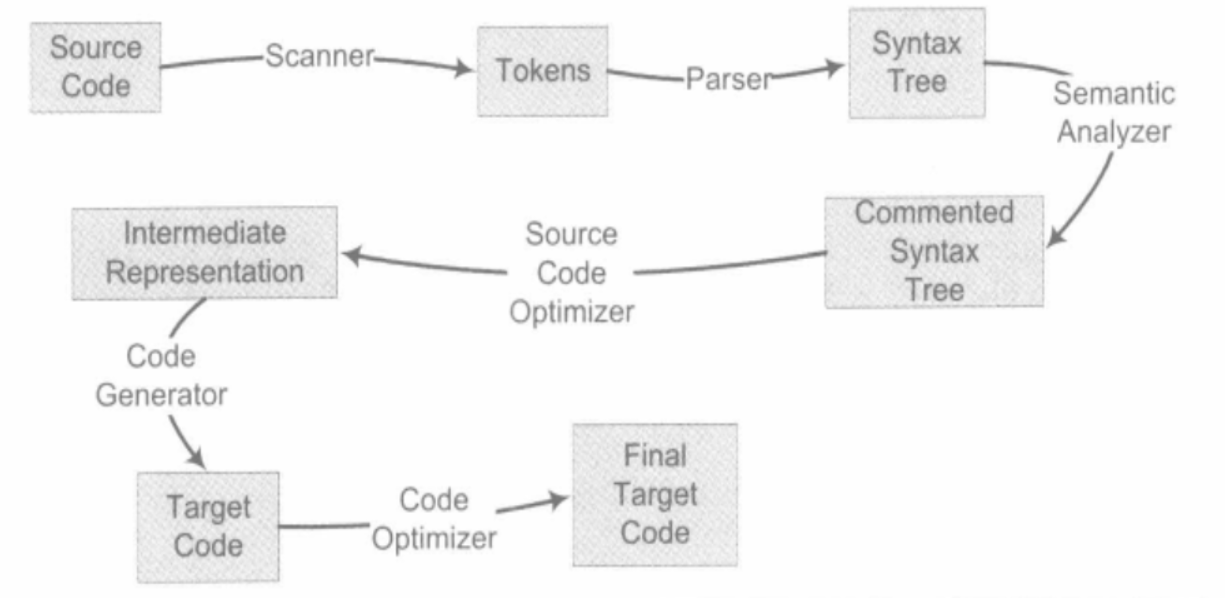 Source
Code
Scanner
Tokens
Parser
Syntax
Tree
Semantic
Analyzer
Commented
Syntax
Tree
Source
Code
Optimizer
Intermediate
Representation
Code
Generator
Target
Code
Code
Optimizer
Final
Target
Code